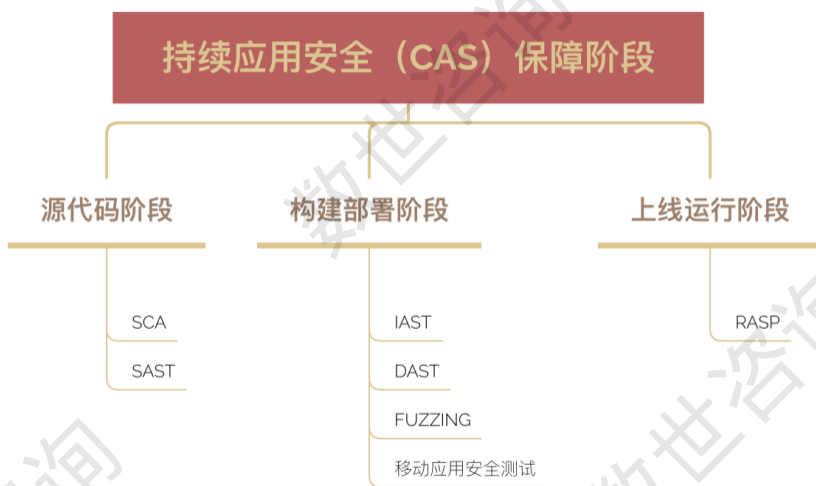 持续应用安全（CAS）保障阶段
源代码阶段
SCA
SAST
构建部署阶段
IAST
DAST
FUZZING
移动应用安全测试
上线运行阶段
RASP
数世咨询
数世咨询
询